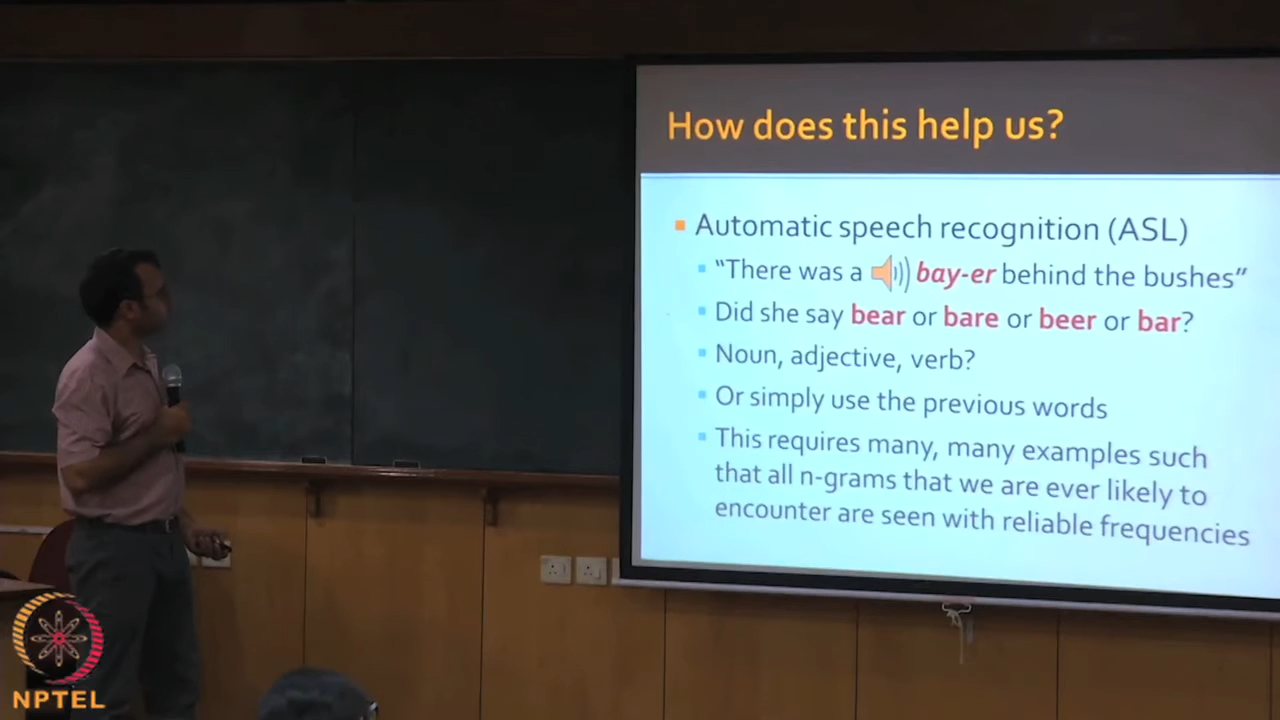 How does this help us?
Automatic speech recognition (ASL)
“There was a bay-er behind the bushes”
Did she say bear or bare or beer or bar?
Noun, adjective, verb?
Or simply use the previous words
This requires many, many examples such
that all n-grams that we are ever likely to
encounter are seen with reliable frequencies
NPTEL